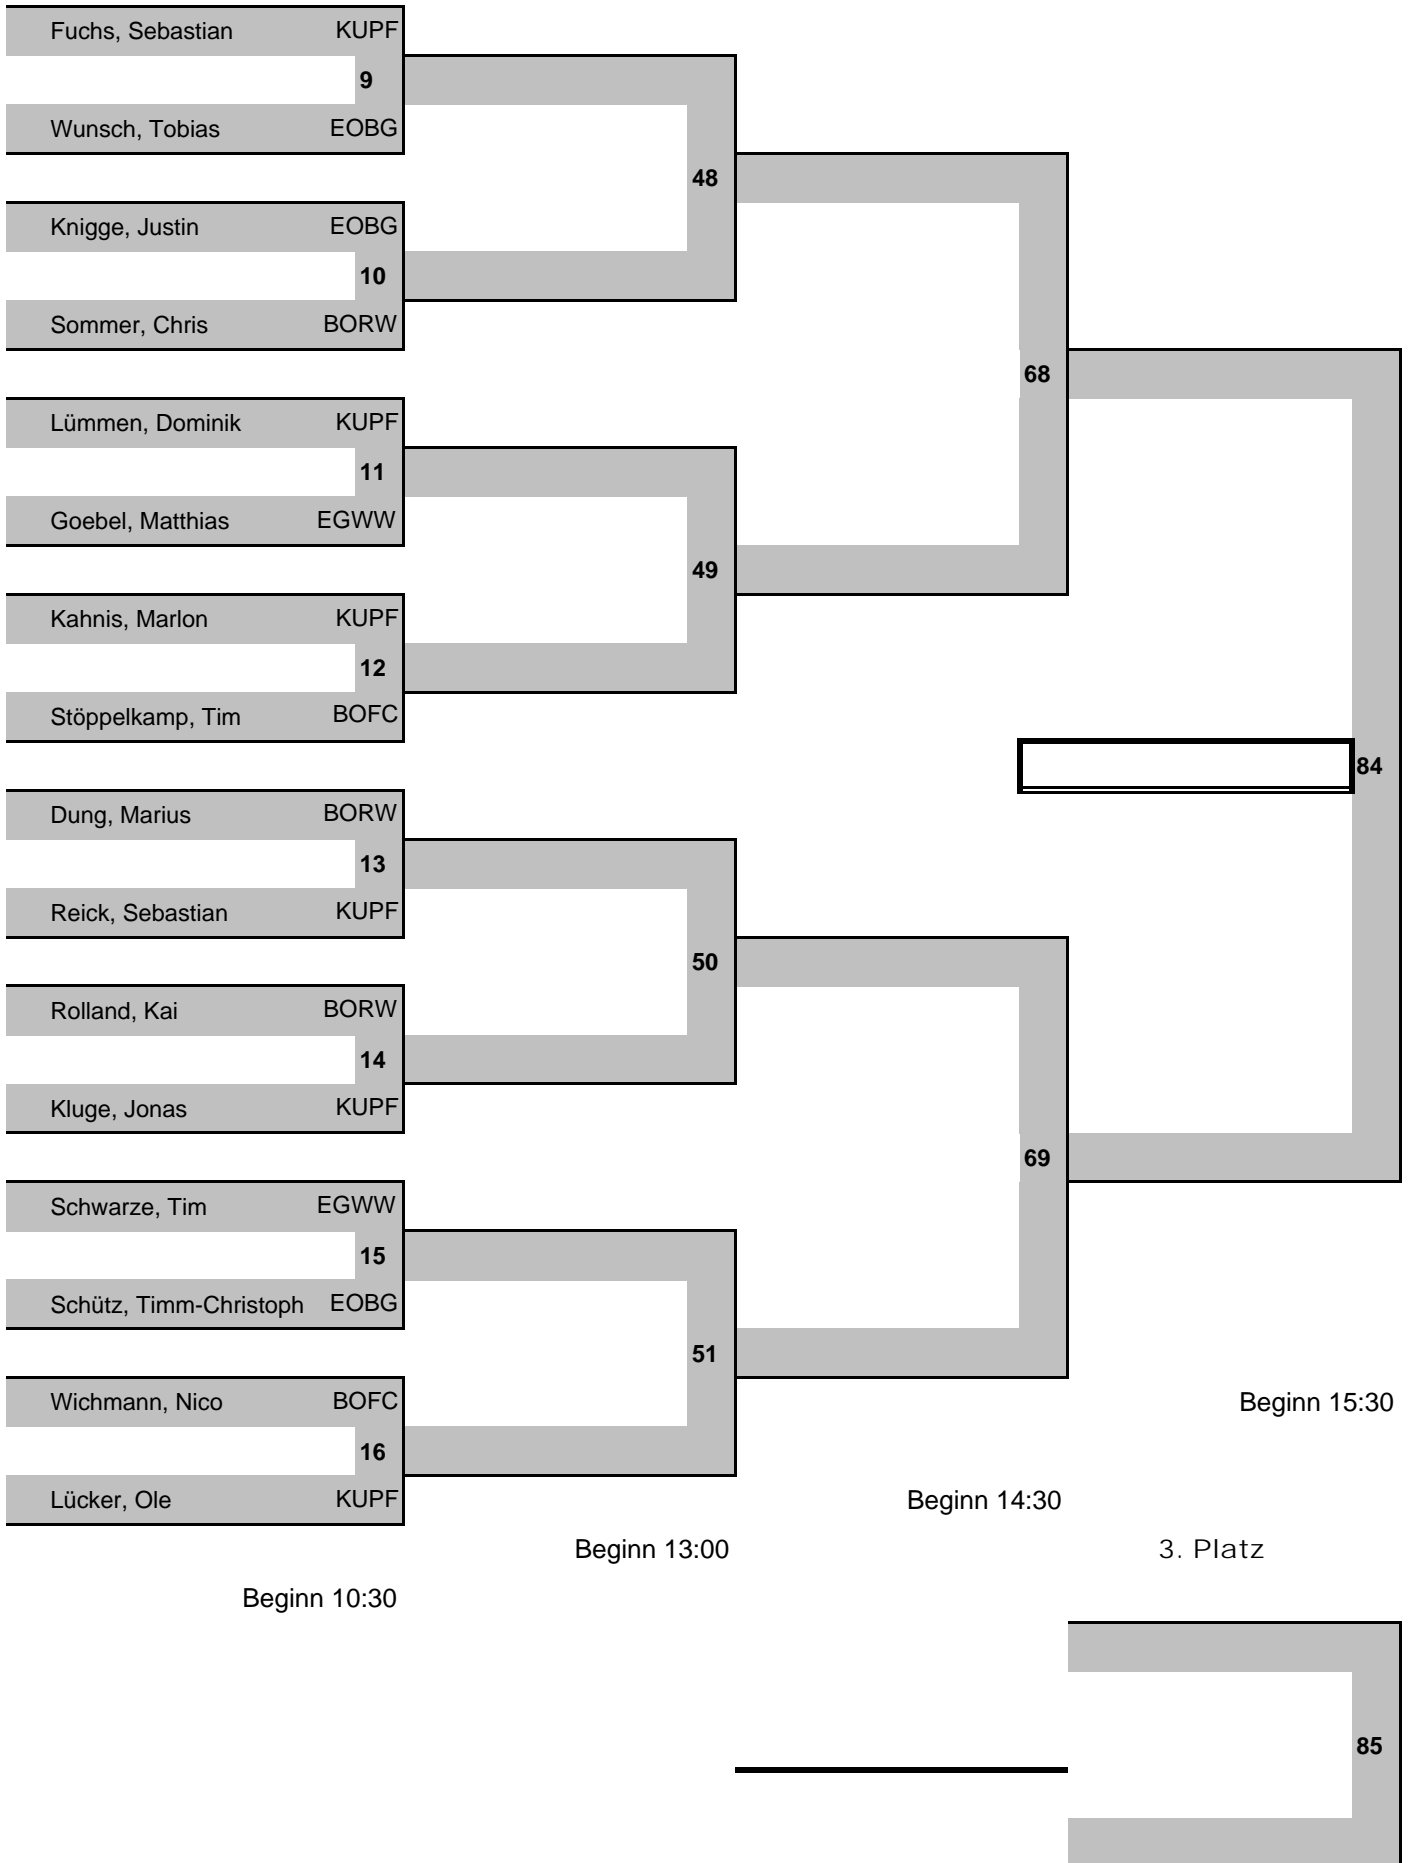 Fuchs, Sebastian KUPF
9
Wunsch, Tobias EOBG
48
Knigge, Justin EOBG
10
Sommer, Chris BORW
68
Lümmen, Dominik KUPF
11
Goebel, Matthias EGWW
49
Kahnis, Marlon KUPF
12
Stöppelkamp, Tim BOFC
84
Dung, Marius BORW
13
Reick, Sebastian KUPF
50
Rolland, Kai BORW
14
Kluge, Jonas KUPF
69
Schwarze, Tim EGWW
15
Schütz, Timm-Christoph EOBG
51
Wichmann, Nico BOFC
Beginn 15:30
16
Lücker, Ole KUPF
Beginn 14:30
Beginn 13:00
3. Platz
Beginn 10:30
85